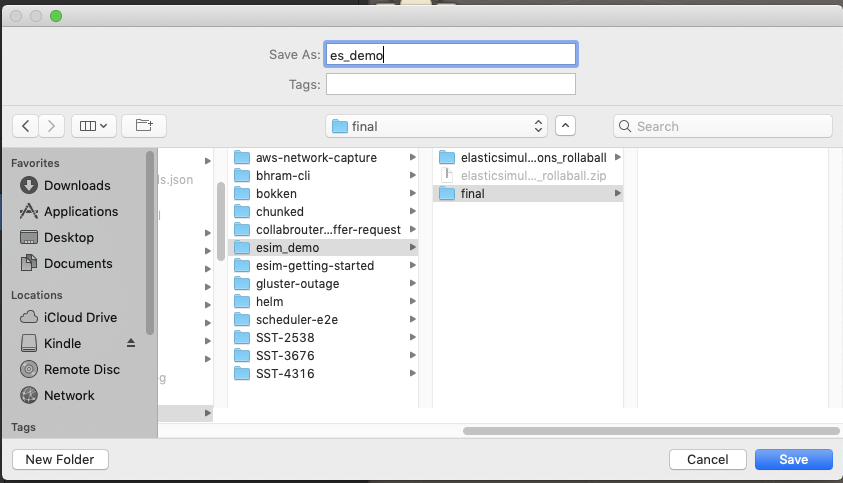 Save As: es_demo
Tags:
final
Search
Favorites
Downloads
Applications
Desktop
Documents
Locations
iCloud Drive
Kindle
Remote Disc
Network
Tags
ls.json
og
aws-network-capture
bhram-cli
bokken
chunked
collabrouter...ffer-request
esim_demo
esim-getting-started
gluster-outage
helm
scheduler-e2e
SST-2538
SST-3676
SST-4316
elasticsimul...ons_rollaball
elasticsimul..._rollaball.zip
final
New Folder
Cancel
Save